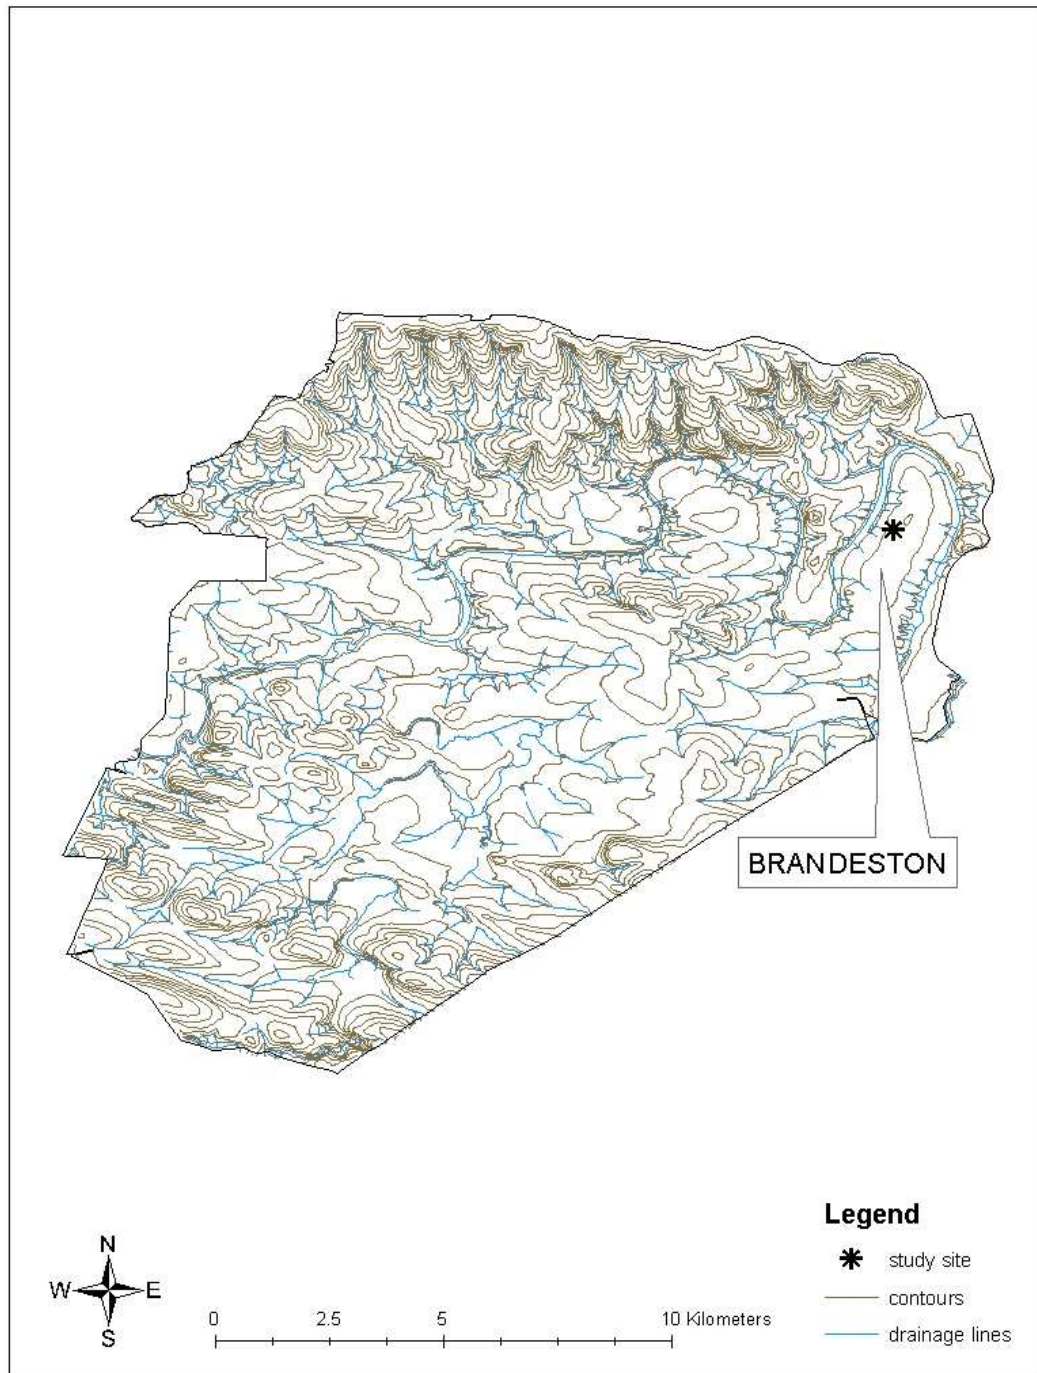 BRANDESTON
Legend
study site
contours
drainage lines
N
W E
S
0 2.5 5 10 Kilometers